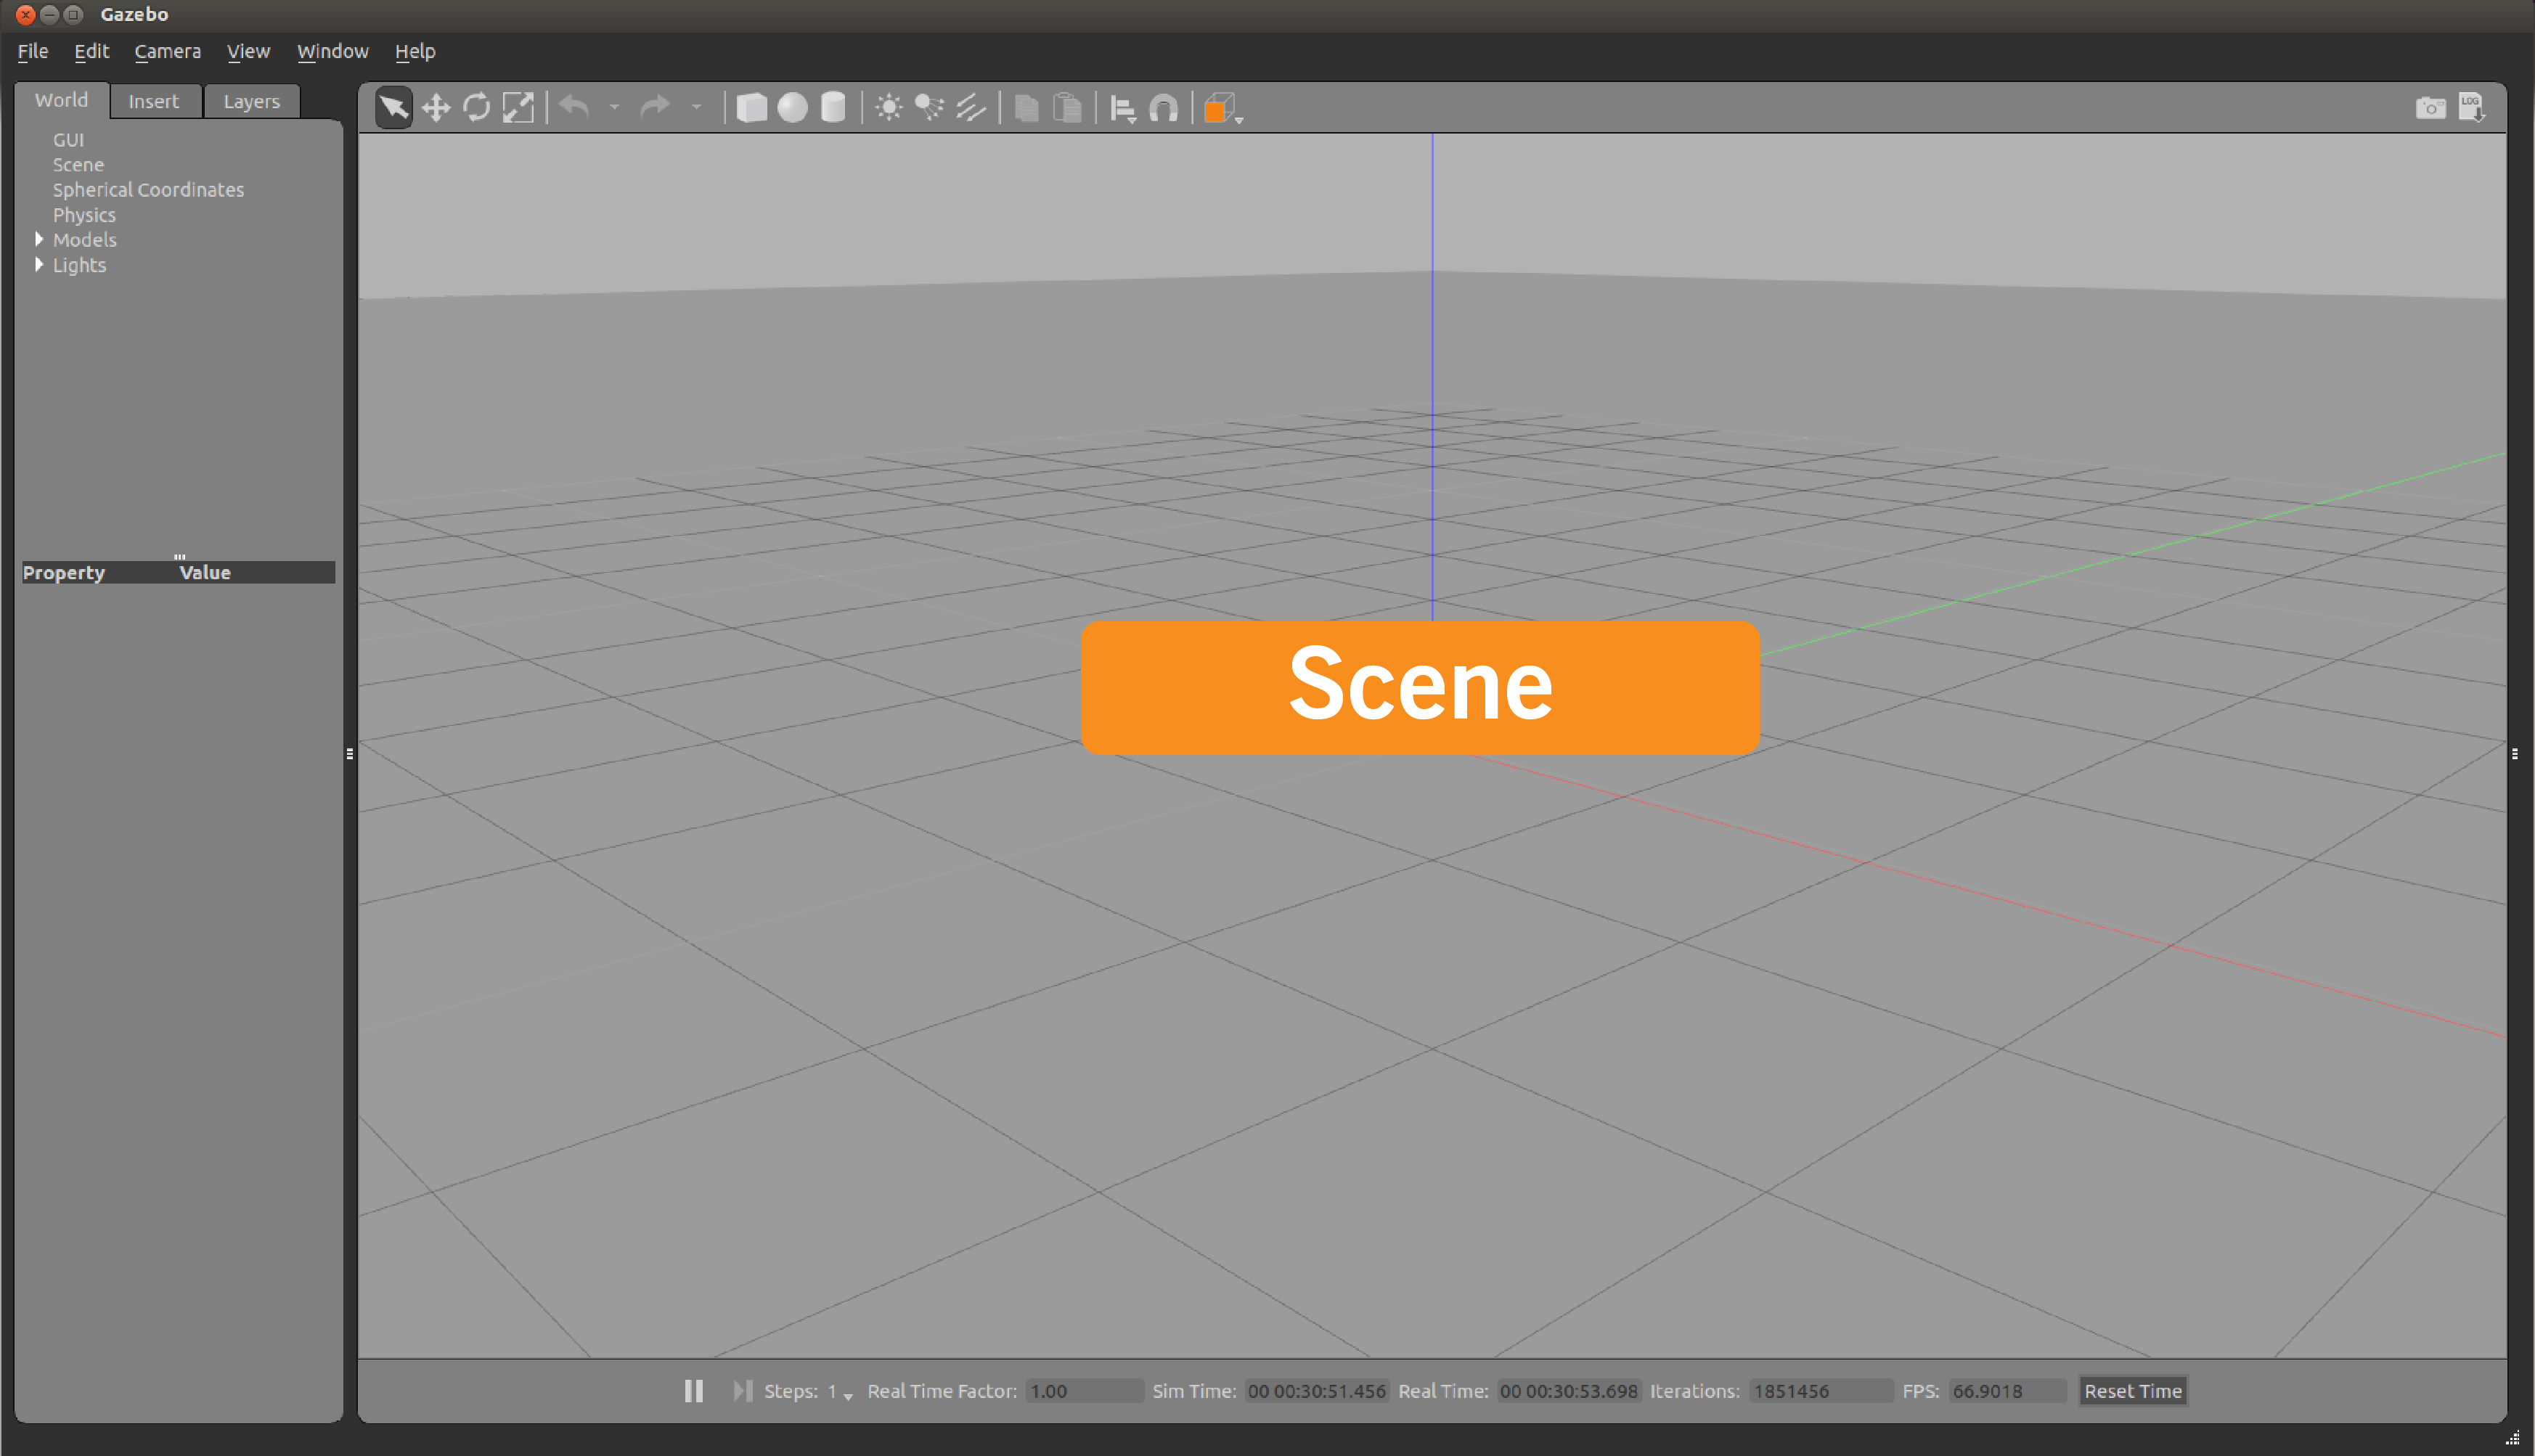 Gazebo
File Edit Camera View Window Help
World Insert Layers
LOG
GUI
Scene
Spherical Coordinates
Physics
Models
Lights
Property Value
Scene
Steps: 1 Real Time Factor: 1.00 Sim Time: 00 00:30:51.456 Real Time: 00 00:30:53.698 Iterations: 1851456 FPS: 66.9018 Reset Time